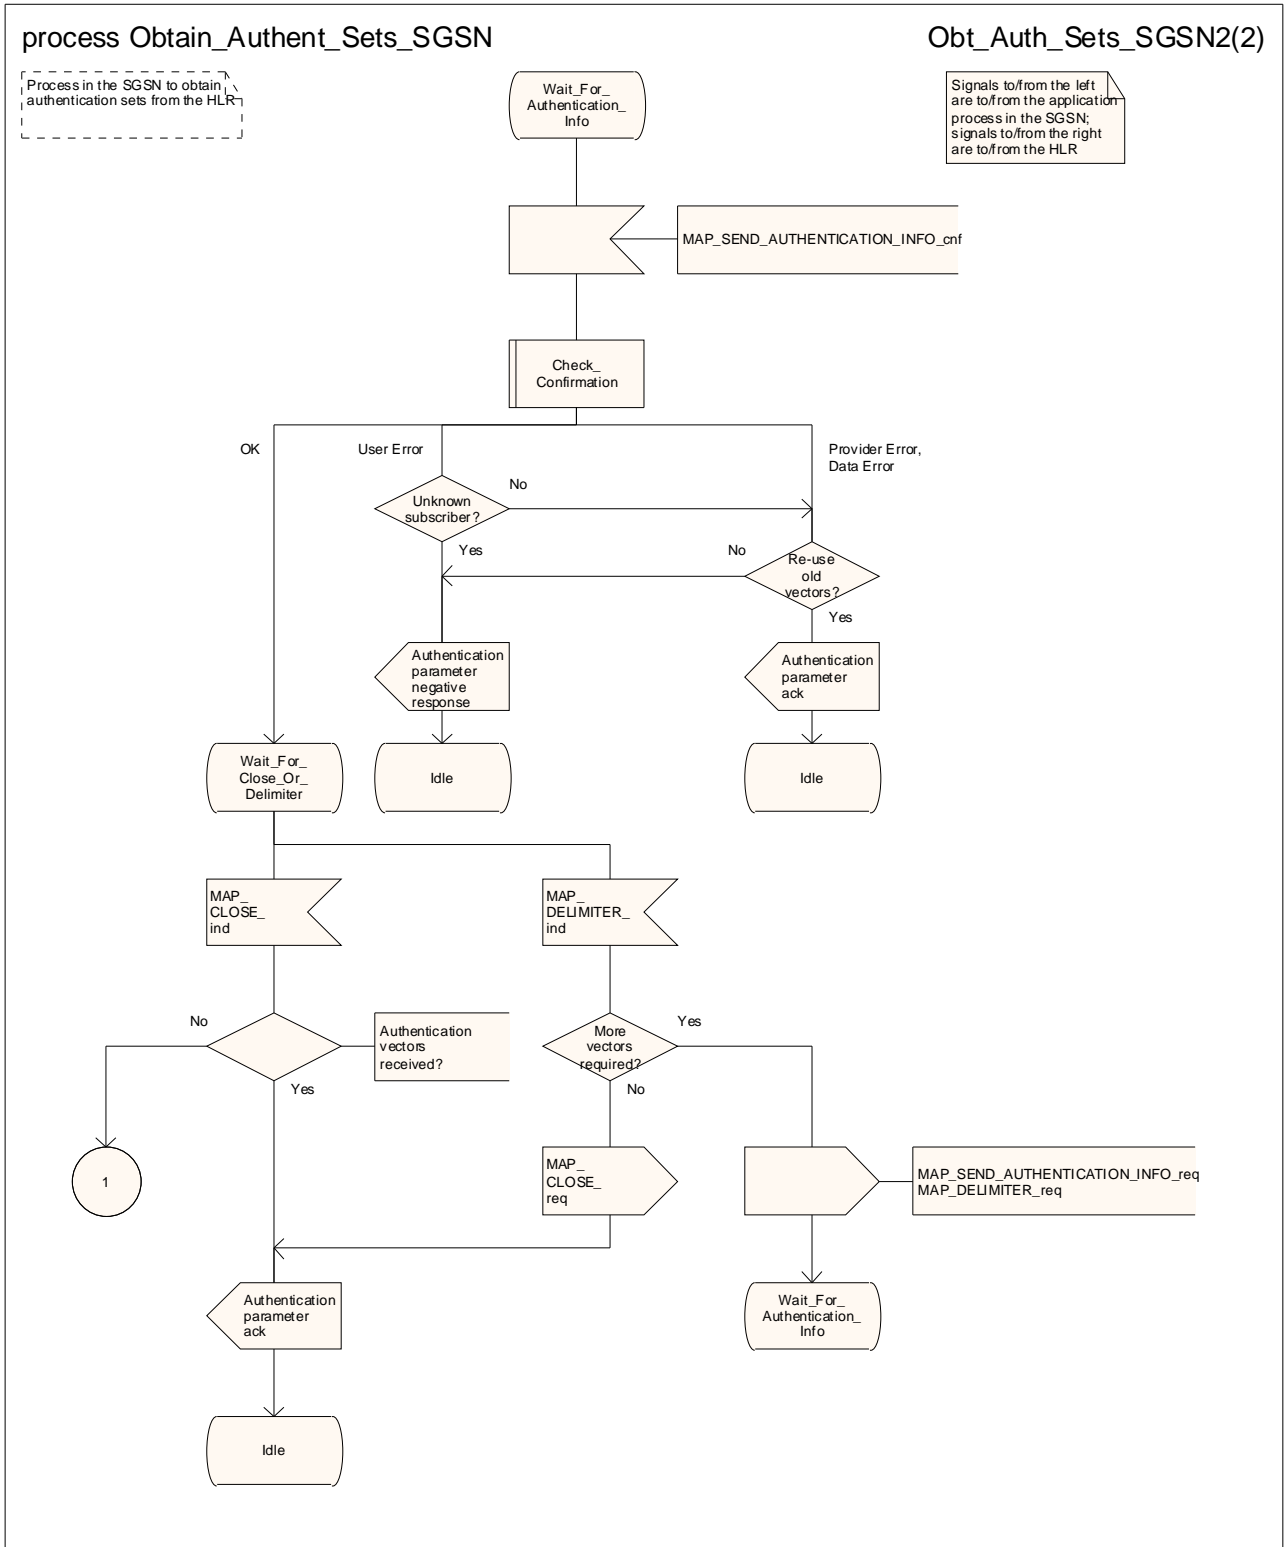 process Obtain_Authent_Sets_SGSN
Obt_Auth_Sets_SGSN2(2)
Process in the SGSN to obtain
authentication sets from the HLR
Wait_For_
Authentication_
Info
Signals to/from the left
are to/from the application
process in the SGSN;
signals to/from the right
are to/from the HLR
MAP_SEND_AUTHENTICATION_INFO_cnf
Check_
Confirmation
OK
User Error
Provider Error,
Data Error
Unknown
subscriber?
No
Yes
No
Re-use
old
vectors?
Yes
Authentication
parameter
negative
response
Authentication
parameter
ack
Wait_For_
Close_Or_
Delimiter
Idle
Idle
MAP_
CLOSE_
ind
MAP_
DELIMITER_
ind
No
Authentication
vectors
received?
Yes
More
vectors
required?
Yes
No
1
MAP_
CLOSE_
req
MAP_SEND_AUTHENTICATION_INFO_req
MAP_DELIMITER_req
Authentication
parameter
ack
Wait_For_
Authentication_
Info
Idle